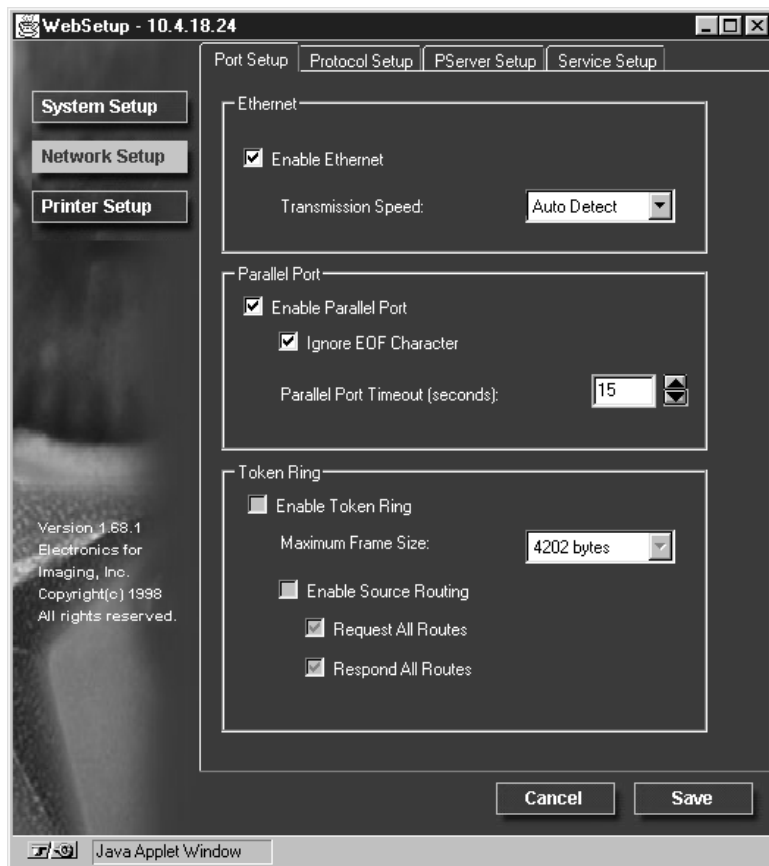 WebSetup - 10.4.18.24
Port Setup
Protocol Setup
PServer Setup
Service Setup
System Setup
Network Setup
Printer Setup
Ethernet
Enable Ethernet
Transmission Speed: Auto Detect
Parallel Port
Enable Parallel Port
Ignore EOF Character
Parallel Port Timeout (seconds): 15
Token Ring
Enable Token Ring
Maximum Frame Size: 4202 bytes
Enable Source Routing
Request All Routes
Respond All Routes
Version 1.68.1
Electronics for
Imaging, Inc.
Copyright(c) 1998
All rights reserved.
Cancel
Save
Java Applet Window